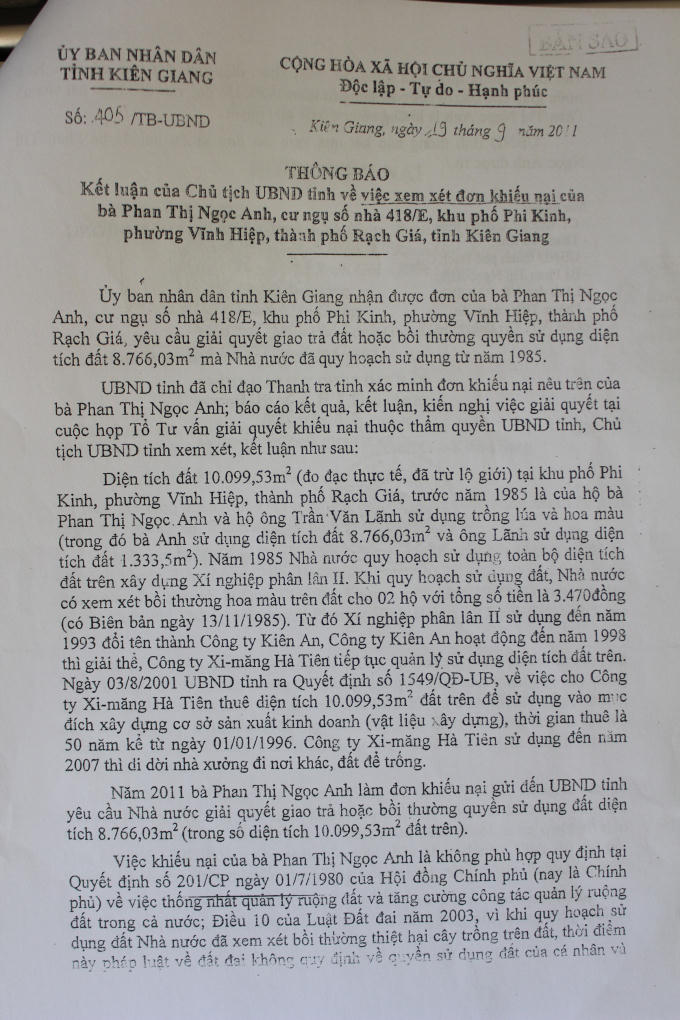 BẢN SAO
ỦY BAN NHÂN DÂN
TỈNH KIÊN GIANG
CỘNG HÒA XÃ HỘI CHỦ NGHĨA VIỆT NAM
Độc lập - Tự do - Hạnh phúc
Số: 405 /TB-UBND
Kiên Giang, ngày 19 tháng 9 năm 2011
THÔNG BÁO
Kết luận của Chủ tịch UBND tỉnh về việc xem xét đơn khiếu nại của
bà Phan Thị Ngọc Anh, cư ngụ số nhà 418/E, khu phố Phi Kinh,
phường Vĩnh Hiệp, thành phố Rạch Giá, tỉnh Kiên Giang
Ủy ban nhân dân tỉnh Kiên Giang nhận được đơn của bà Phan Thị Ngọc
Anh, cư ngụ số nhà 418/E, khu phố Phi Kinh, phường Vĩnh Hiệp, thành phố
Rạch Giá, yêu cầu giải quyết giao trả đất hoặc bồi thường quyền sử dụng diện
tích đất 8.766,03m² mà Nhà nước đã quy hoạch sử dụng từ năm 1985.
UBND tỉnh đã chỉ đạo Thanh tra tỉnh xác minh đơn khiếu nại nêu trên của
bà Phan Thị Ngọc Anh; báo cáo kết quả, kết luận, kiến nghị việc giải quyết tại
cuộc họp Tổ Tư vấn giải quyết khiếu nại thuộc thẩm quyền UBND tỉnh, Chủ
tịch UBND tỉnh xem xét, kết luận như sau:
Diện tích đất 10.099,53m² (đo đạc thực tế, đã trừ lộ giới) tại khu phố Phi
Kinh, phường Vĩnh Hiệp, thành phố Rạch Giá, trước năm 1985 là của hộ bà
Phan Thị Ngọc Anh và hộ ông Trần Văn Lãnh sử dụng trồng lúa và hoa màu
(trong đó bà Anh sử dụng diện tích đất 8.766,03m² và ông Lãnh sử dụng diện
tích đất 1.333,5m²). Năm 1985 Nhà nước quy hoạch sử dụng toàn bộ diện tích
đất trên xây dựng Xí nghiệp phân lân II. Khi quy hoạch sử dụng đất, Nhà nước
có xem xét bồi thường hoa màu trên đất cho 02 hộ với tổng số tiền là 3.470đồng
(có Biên bản ngày 13/11/1985). Từ đó Xí nghiệp phân lân II sử dụng đến năm
1993 đổi tên thành Công ty Kiên An, Công ty Kiên An hoạt động đến năm 1998
thì giải thể, Công ty Xi-măng Hà Tiên tiếp tục quản lý sử dụng diện tích đất trên.
Ngày 03/8/2001 UBND tỉnh ra Quyết định số 1549/QĐ-UB, về việc cho Công
ty Xi-măng Hà Tiên thuê diện tích 10.099,53m² đất trên để sử dụng vào mục
đích xây dựng cơ sở sản xuất kinh doanh (vật liệu xây dựng), thời gian thuê là
50 năm kể từ ngày 01/01/1996. Công ty Xi-măng Hà Tiên sử dụng đến năm
2007 thì di dời nhà xưởng đi nơi khác, đất để trống.
Năm 2011 bà Phan Thị Ngọc Anh làm đơn khiếu nại gửi đến UBND tỉnh
yêu cầu Nhà nước giải quyết giao trả hoặc bồi thường quyền sử dụng đất diện
tích 8.766,03m² (trong số diện tích 10.099,53m² đất trên).
Việc khiếu nại của bà Phan Thị Ngọc Anh là không phù hợp quy định tại
Quyết định số 201/CP ngày 01/7/1980 của Hội đồng Chính phủ (nay là Chính
phủ) về việc thống nhất quản lý ruộng đất và tăng cường công tác quản lý ruộng
đất trong cả nước; Điều 10 của Luật Đất đai năm 2003, vì khi quy hoạch sử
dụng đất Nhà nước đã xem xét bồi thường thiệt hại cây trồng trên đất, thời điểm
này pháp luật về đất đai không quy định về quyền sử dụng đất của cá nhân và